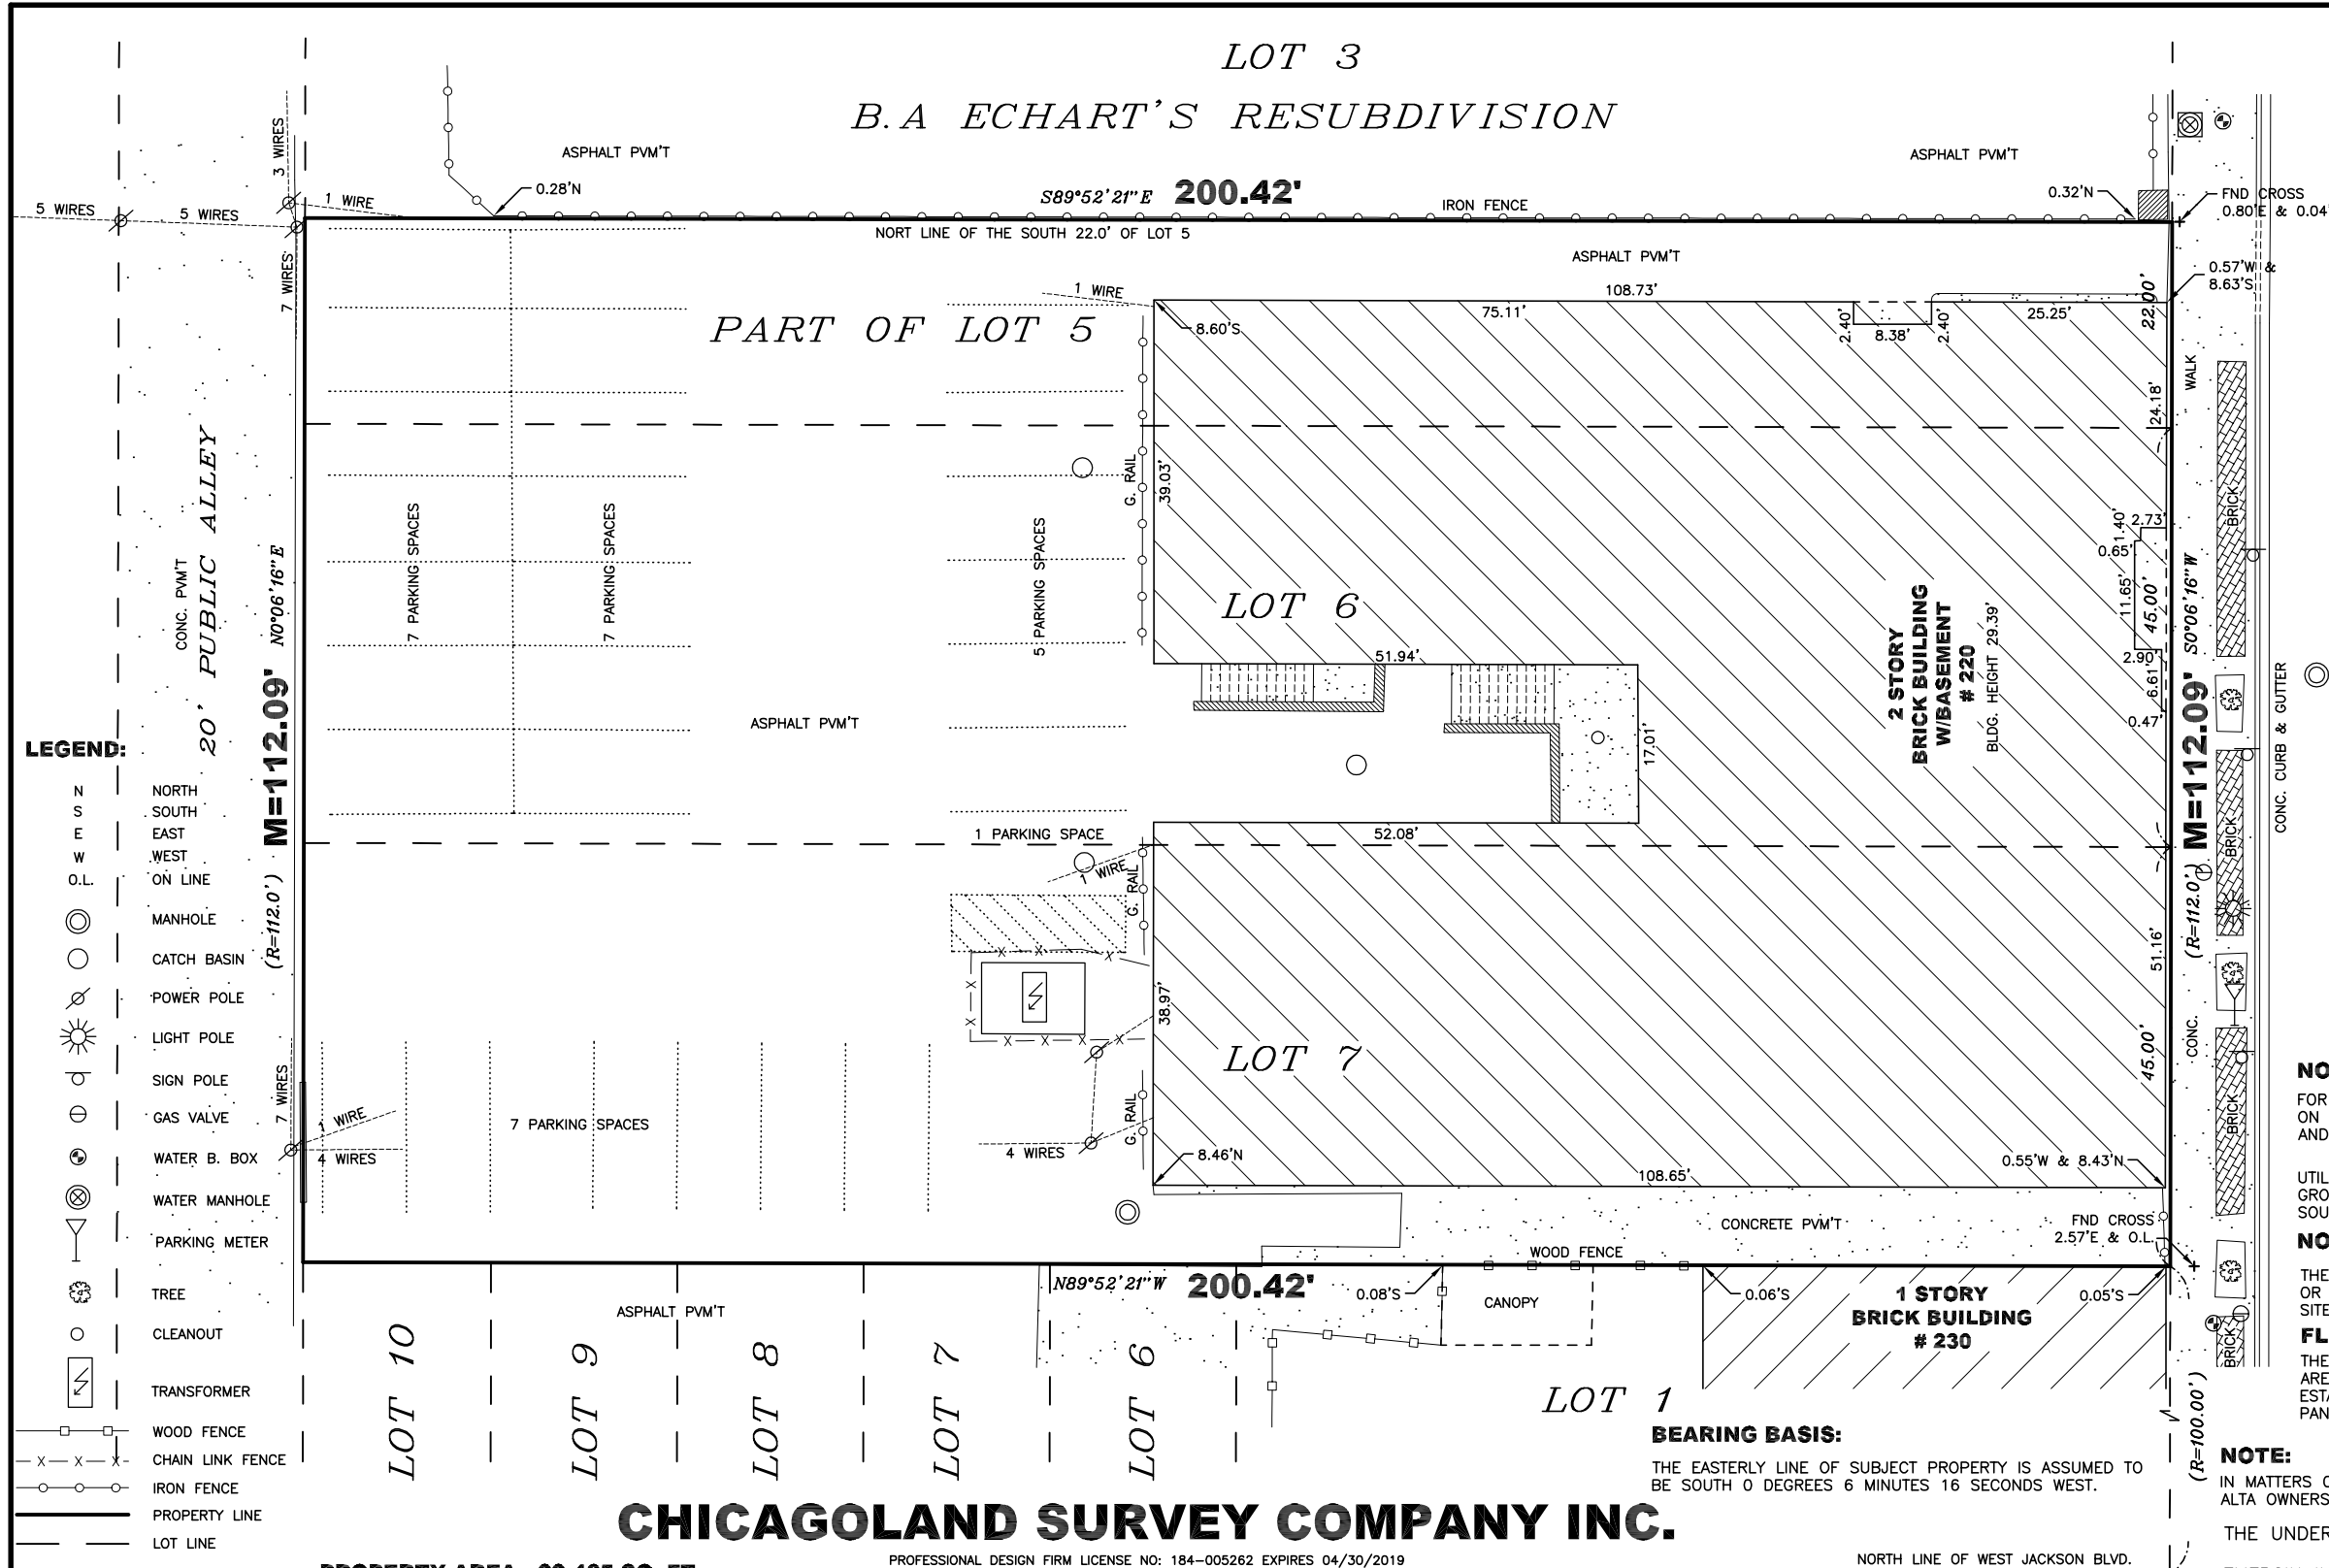 LOT 3
B.A ECHART'S RESUBDIVISION
ASPHALT PVM'T
ASPHALT PVM'T
3 WIRES
5 WIRES
5 WIRES
1 WIRE
0.28'N
S89°52'21"E 200.42'
IRON FENCE
0.32'N
FND CROSS
0.80'E & 0.04'
NORT LINE OF THE SOUTH 22.0' OF LOT 5
7 WIRES
ASPHALT PVM'T
0.57'W &
8.63'S
22.00'
1 WIRE
108.73'
PART OF LOT 5
8.60'S
75.11'
2.40'
8.38'
2.40'
25.25'
WALK
24.18'
20' PUBLIC ALLEY
CONC. PVM'T
N0°06'16"E
M=112.09'
(R=112.0')
7 PARKING SPACES
7 PARKING SPACES
5 PARKING SPACES
G. RAIL
39.03'
BRICK
1.40'
2.73'
0.65'
11.65'
45.00'
S0°06'16"W
2.90'
6.61'
0.47'
M=112.09'
(R=112.0')
LOT 6
51.94'
2 STORY
BRICK BUILDING
W/BASEMENT
# 220
BLDG. HEIGHT 29.39'
CONC. CURB & GUTTER
ASPHALT PVM'T
17.01'
1 PARKING SPACE
52.08'
BRICK
1 WIRE
G. RAIL
38.97'
51.16'
LOT 7
45.00'
CONC.
BRICK
7 WIRES
1 WIRE
4 WIRES
7 PARKING SPACES
4 WIRES
G. RAIL
8.46'N
108.65'
0.55'W & 8.43'N
CONCRETE PVM'T
FND CROSS
2.57'E & O.L.
WOOD FENCE
N89°52'21"W 200.42'
0.08'S
CANOPY
0.06'S
1 STORY
BRICK BUILDING
# 230
0.05'S
BRICK
ASPHALT PVM'T
LOT 10
LOT 9
LOT 8
LOT 7
LOT 6
LOT 1
(R=100.00')
LEGEND:
N NORTH
S SOUTH
E EAST
W WEST
O.L. ON LINE
MANHOLE
CATCH BASIN
POWER POLE
LIGHT POLE
SIGN POLE
GAS VALVE
WATER B. BOX
WATER MANHOLE
PARKING METER
TREE
CLEANOUT
TRANSFORMER
WOOD FENCE
CHAIN LINK FENCE
IRON FENCE
PROPERTY LINE
LOT LINE
BEARING BASIS:
THE EASTERLY LINE OF SUBJECT PROPERTY IS ASSUMED TO
BE SOUTH 0 DEGREES 6 MINUTES 16 SECONDS WEST.
CHICAGOLAND SURVEY COMPANY INC.
PROFESSIONAL DESIGN FIRM LICENSE NO: 184-005262 EXPIRES 04/30/2019
NORTH LINE OF WEST JACKSON BLVD.
FOR
ON
AND
THE
OR
SITE
THE
NOTE:
IN MATTERS
ALTA OWNERS
THE UNDER
PROPERTY AREA